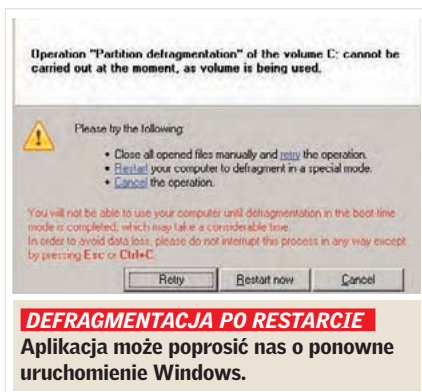 Operation "Partition defragmentation" of the volume C: cannot be
carried out at the moment, as volume is being used.
Please try the following:
• Close all opened files manually and retry the operation.
• Restart your computer to defragment in a special mode.
• Cancel the operation.
You will not be able to use your computer until defragmentation in the boot-time
mode is completed, which may take a considerable time.
In order to avoid data loss, please do not interrupt this process in any way except
by pressing Esc or Ctrl+C.
Retry Restart now Cancel
DEFRAGMENTACJA PO RESTARCIE
Aplikacja może poprosić nas o ponowne
uruchomienie Windows.